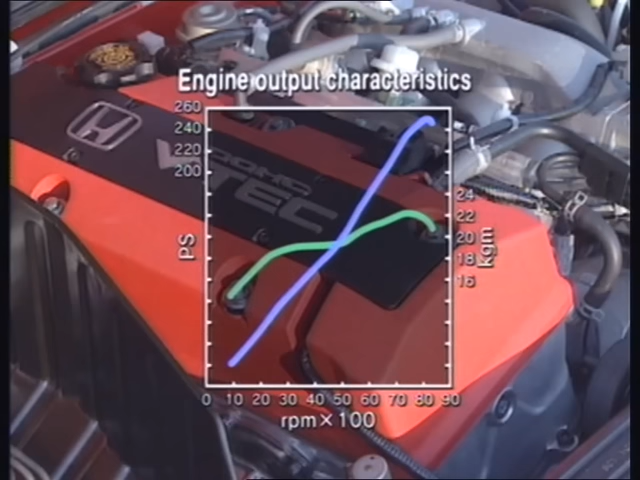 Engine output characteristics
260
240
220
200
PS
24
22
20
18
16
kgm
0 10 20 30 40 50 60 70 80 90
rpm×100
DOHC
VTEC